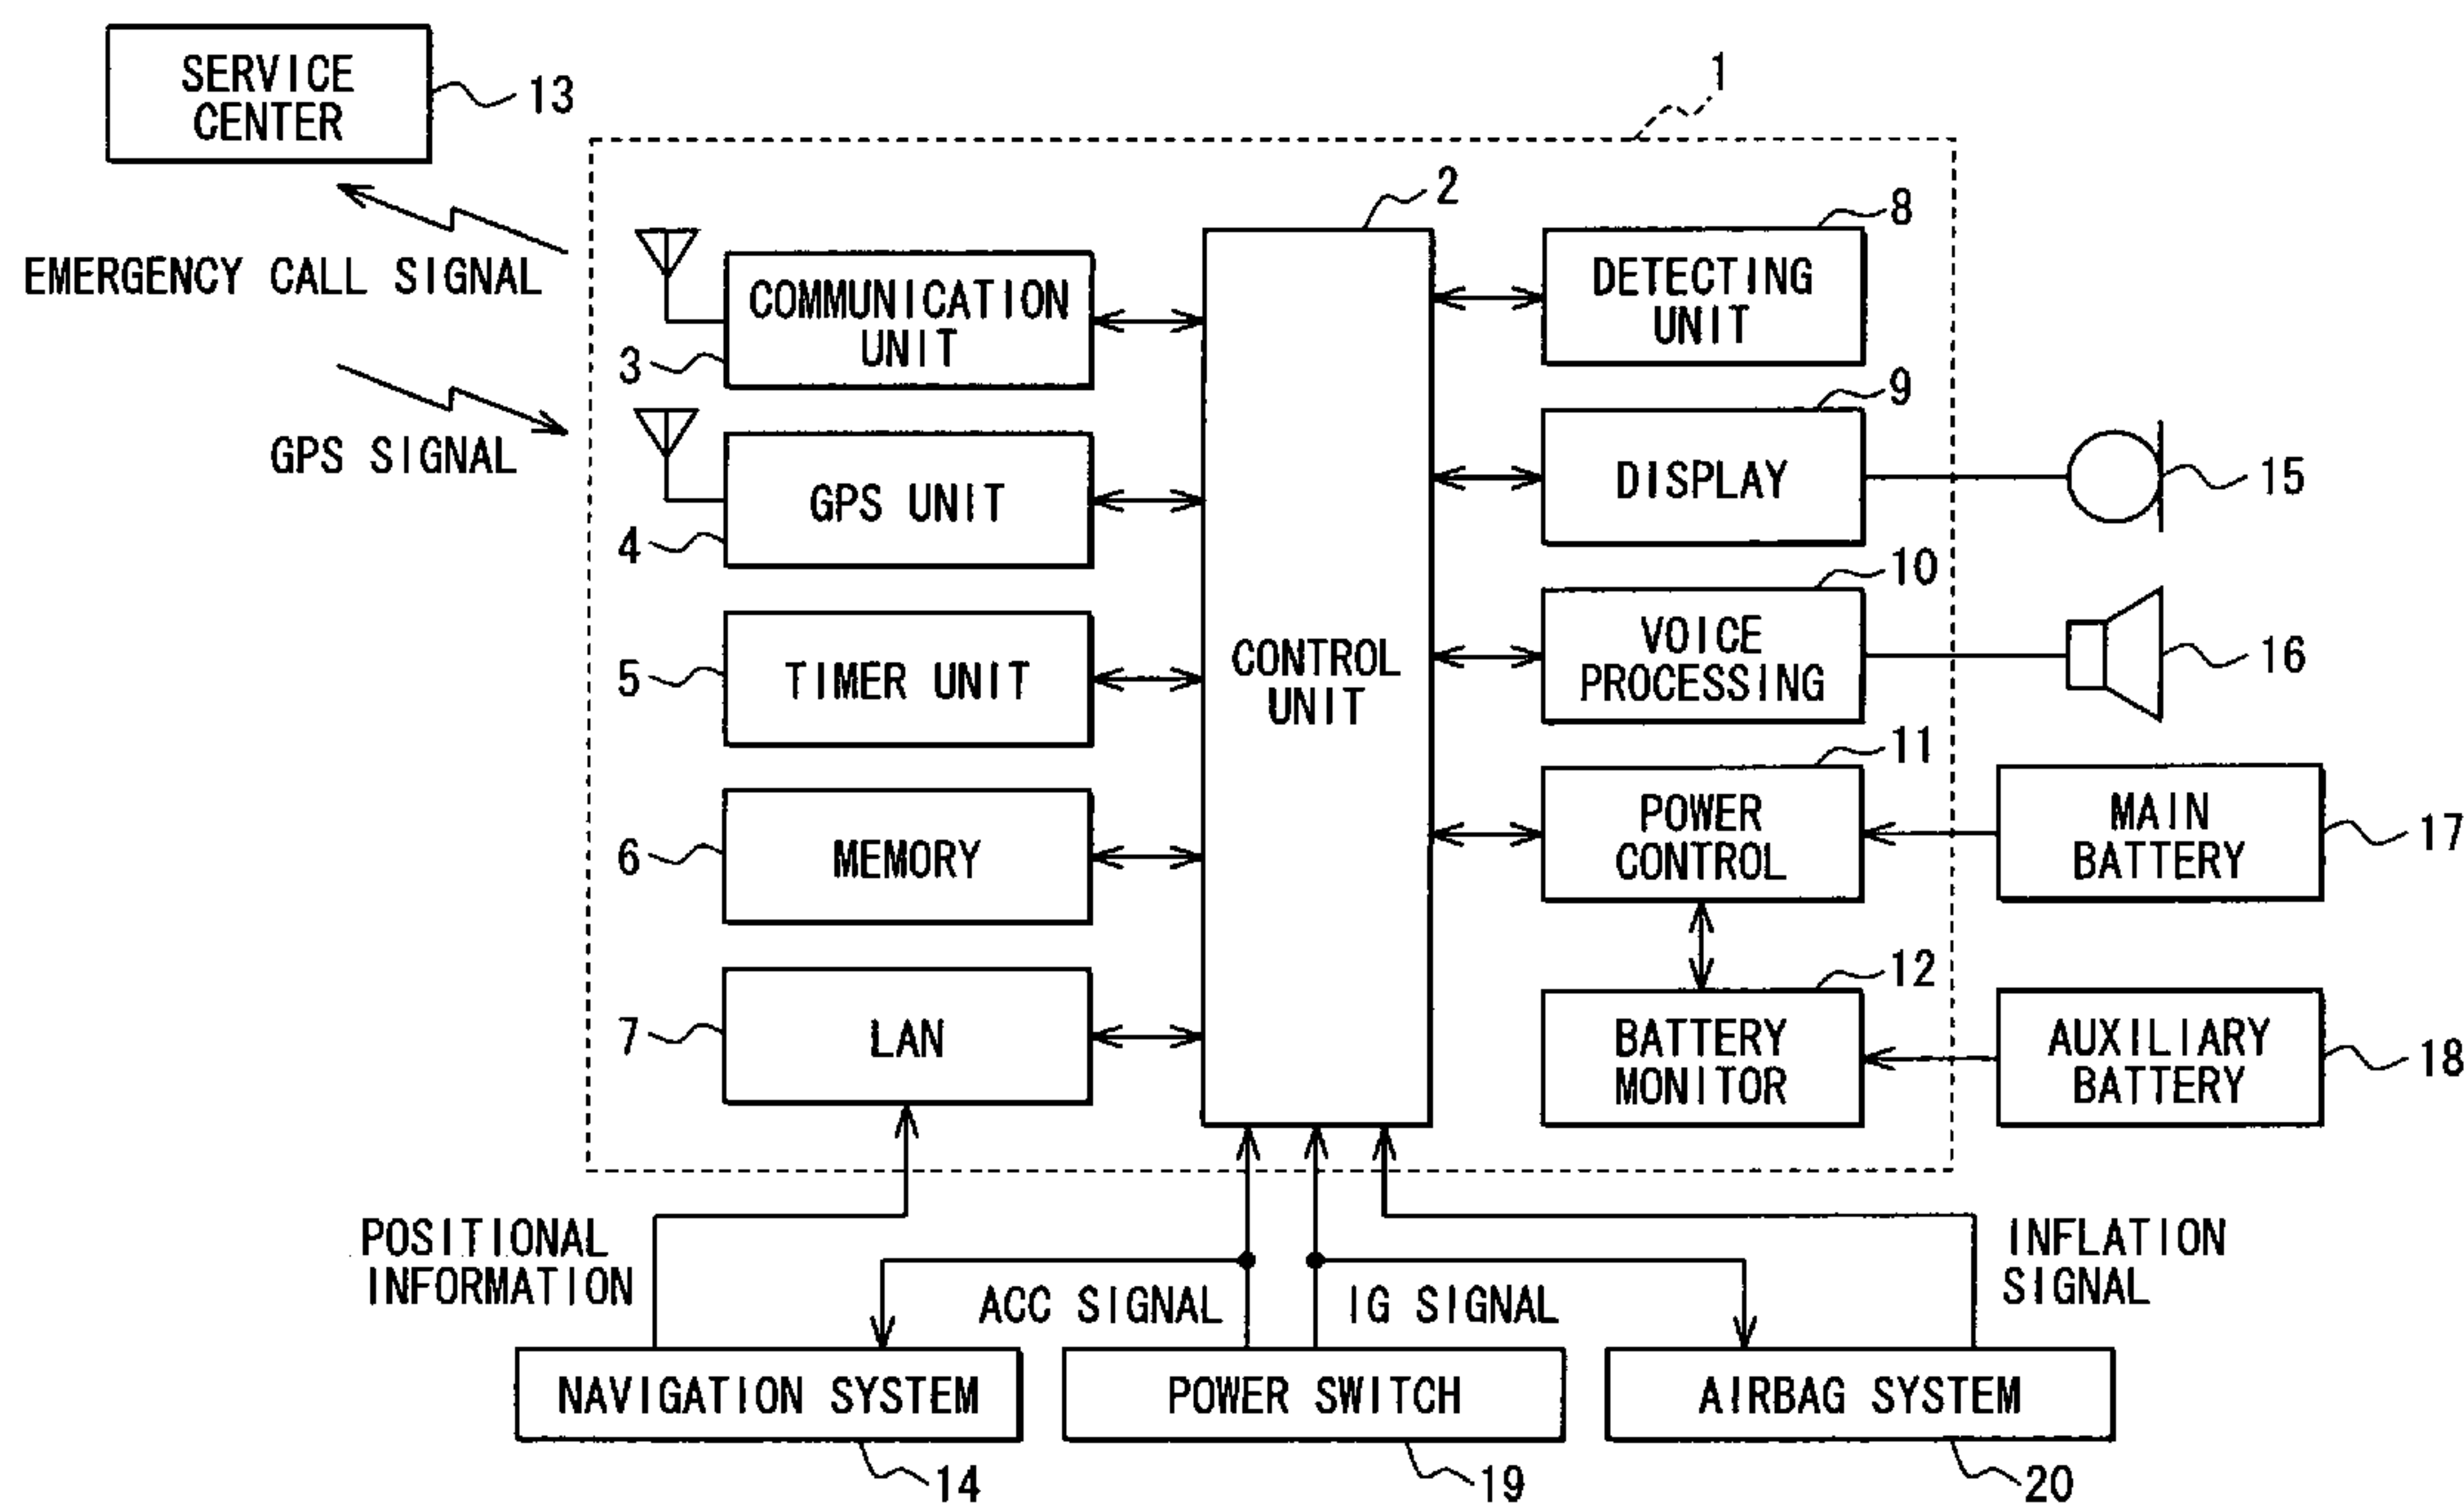 SERVICE
CENTER
13
1
EMERGENCY CALL SIGNAL
GPS SIGNAL
2
COMMUNICATION
UNIT
3
GPS UNIT
4
TIMER UNIT
5
MEMORY
6
LAN
7
CONTROL
UNIT
8
DETECTING
UNIT
9
DISPLAY
15
10
VOICE
PROCESSING
16
11
POWER
CONTROL
MAIN
BATTERY
17
12
BATTERY
MONITOR
AUXILIARY
BATTERY
18
POSITIONAL
INFORMATION
ACC SIGNAL
IG SIGNAL
INFLATION
SIGNAL
NAVIGATION SYSTEM
POWER SWITCH
AIRBAG SYSTEM
14
19
20